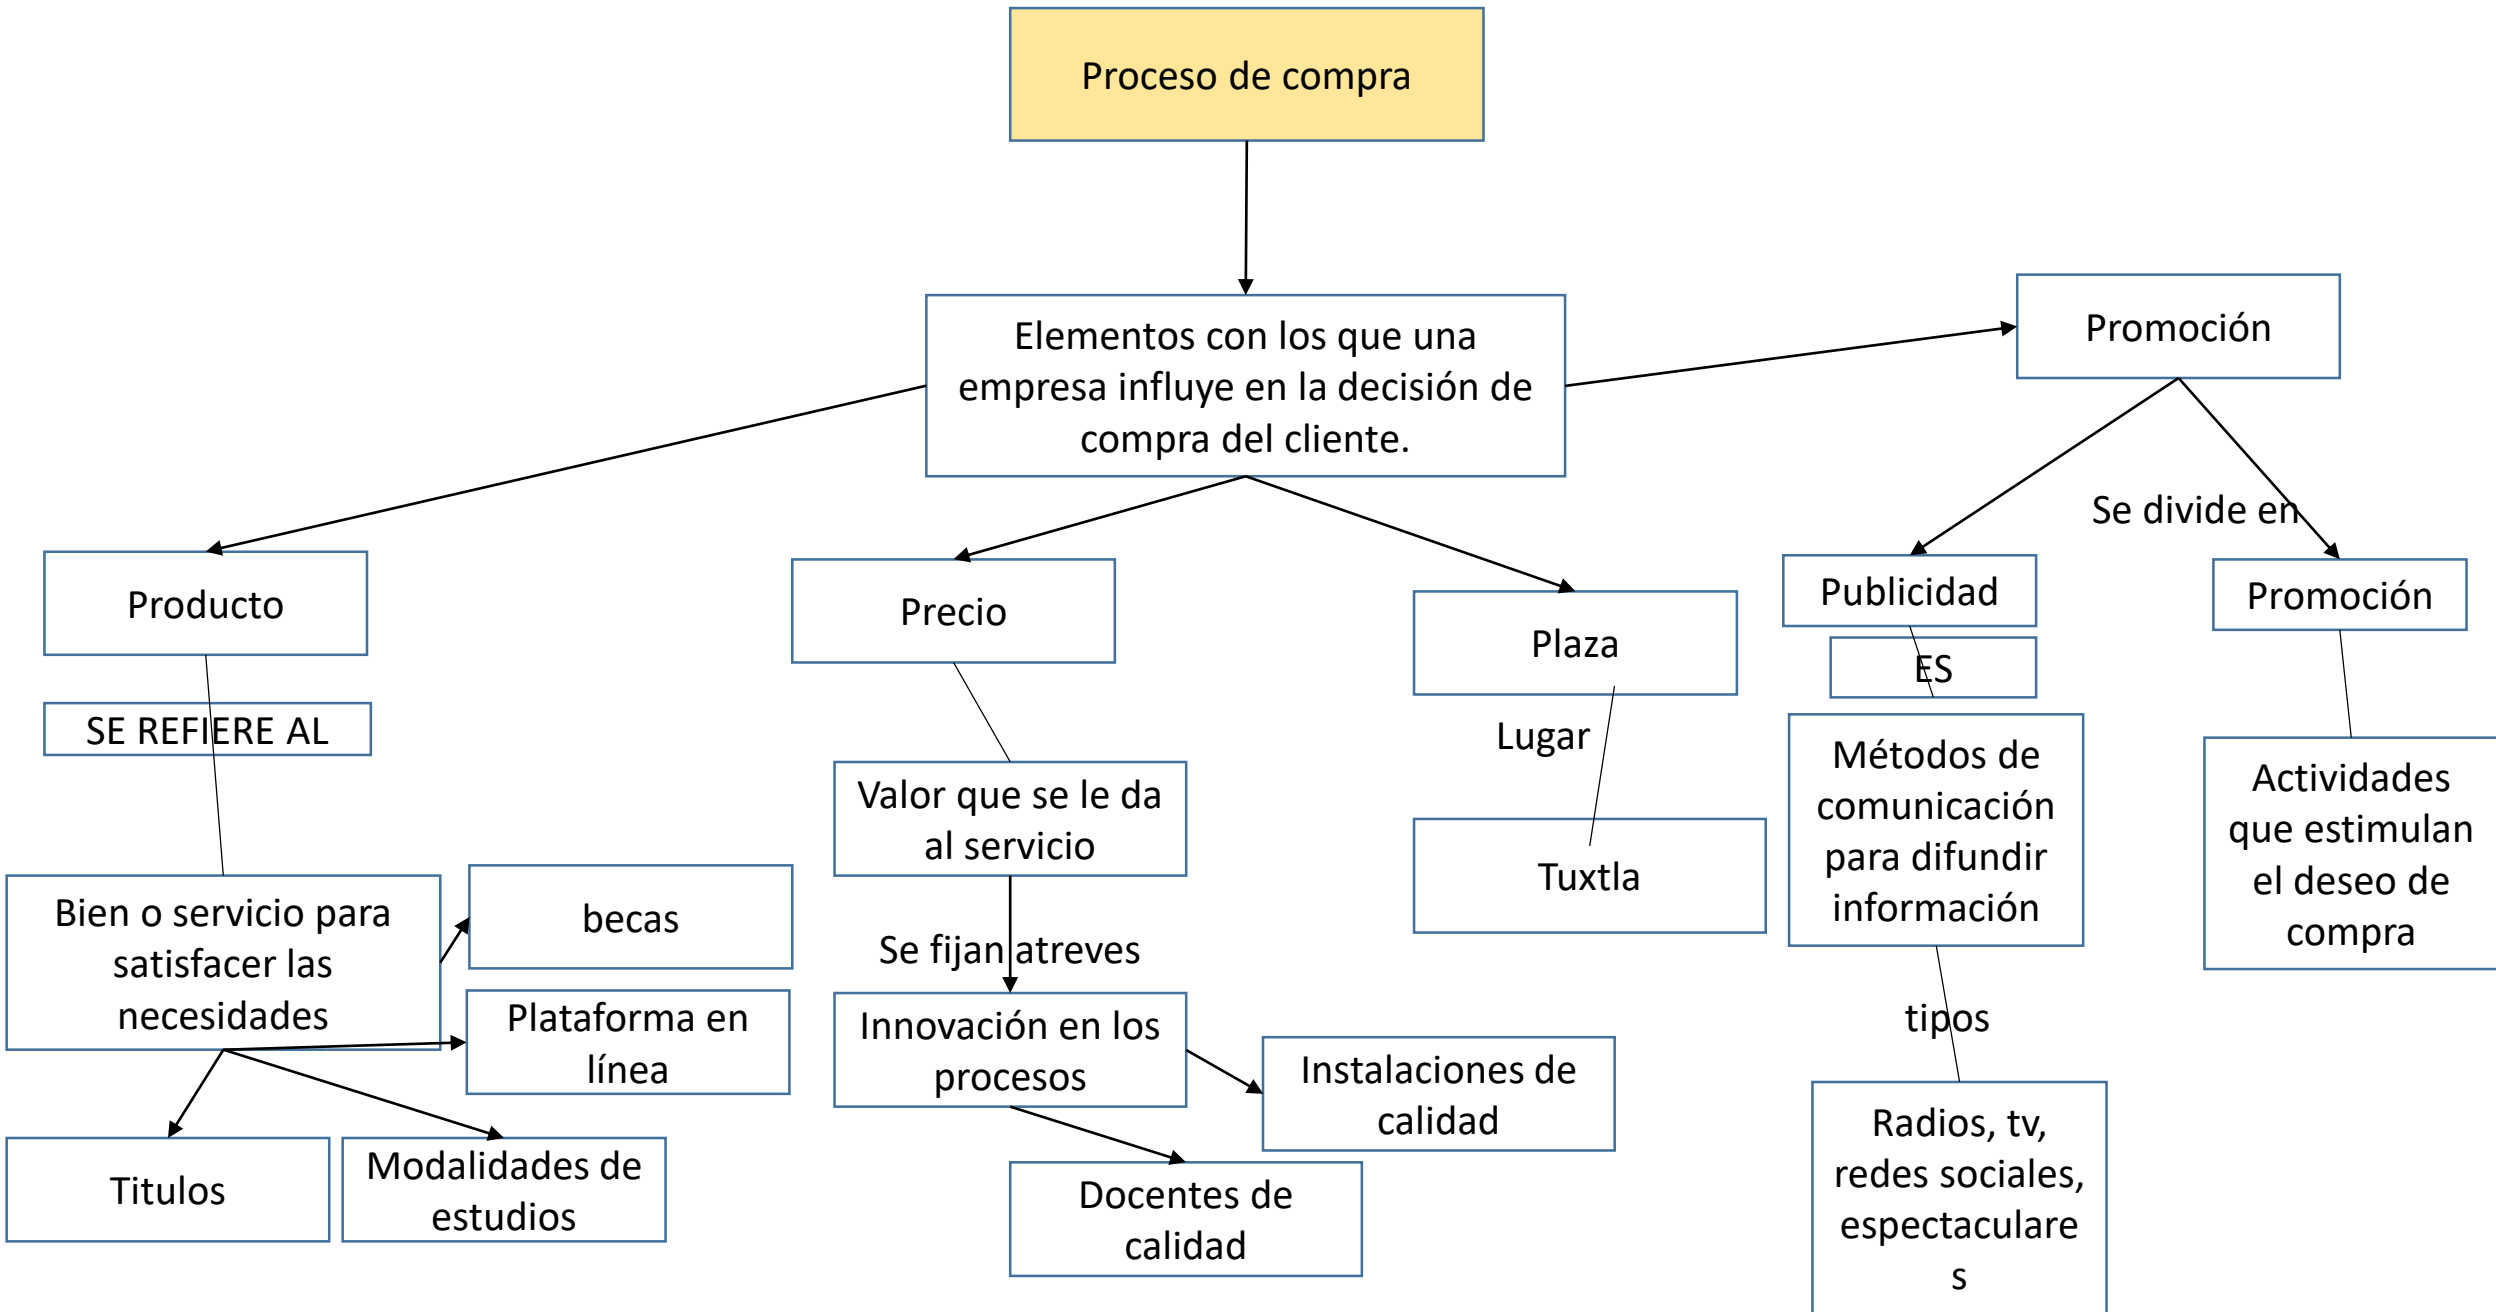 Proceso de compra
Elementos con los que una
empresa influye en la decisión de
compra del cliente.
Promoción
Se divide en
Producto
Precio
Plaza
Publicidad
Promoción
SE REFIERE AL
ES
Lugar
Bien o servicio para
satisfacer las
necesidades
becas
Plataforma en
línea
Titulos
Modalidades de
estudios
Valor que se le da
al servicio
Se fijan atreves
Innovación en los
procesos
Instalaciones de
calidad
Docentes de
calidad
Tuxtla
Métodos de
comunicación
para difundir
información
tipos
Radios, tv,
redes sociales,
espectaculare
s
Actividades
que estimulan
el deseo de
compra